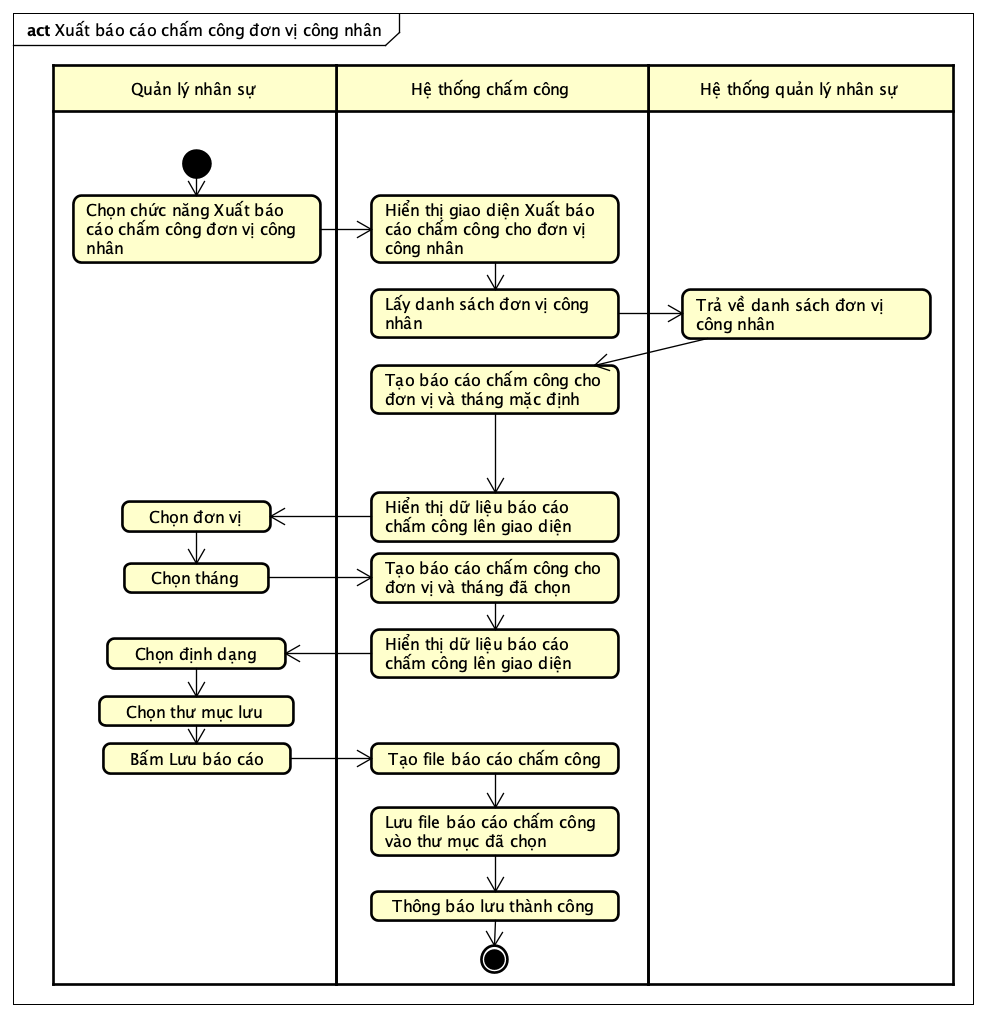 act Xuất báo cáo chấm công đơn vị công nhân
Quản lý nhân sự
Hệ thống chấm công
Hệ thống quản lý nhân sự
Chọn chức năng Xuất báo
cáo chấm công đơn vị công
nhân
Hiển thị giao diện Xuất báo
cáo chấm công cho đơn vị
công nhân
Lấy danh sách đơn vị công
nhân
Trả về danh sách đơn vị
công nhân
Tạo báo cáo chấm công cho
đơn vị và tháng mặc định
Hiển thị dữ liệu báo cáo
chấm công lên giao diện
Chọn đơn vị
Chọn tháng
Tạo báo cáo chấm công cho
đơn vị và tháng đã chọn
Hiển thị dữ liệu báo cáo
chấm công lên giao diện
Chọn định dạng
Chọn thư mục lưu
Bấm Lưu báo cáo
Tạo file báo cáo chấm công
Lưu file báo cáo chấm công
vào thư mục đã chọn
Thông báo lưu thành công